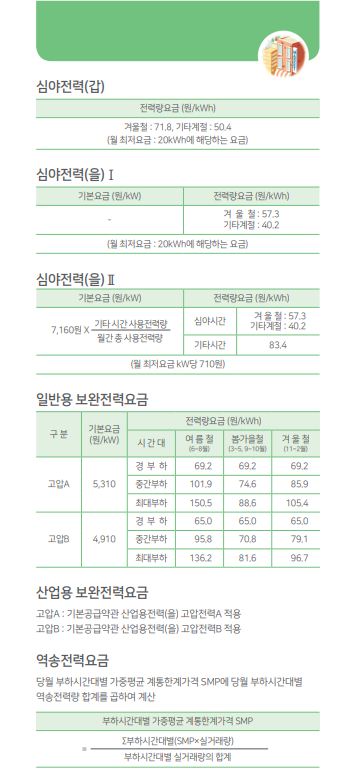 심야전력(갑)
전력량요금 (원/kWh)
겨울철 : 71.8, 기타계절 : 50.4
(월 최저요금 : 20kWh에 해당하는 요금)
심야전력(을) Ⅰ
기본요금 (원/kW) 전력량요금 (원/kWh)
- 겨 울 철 : 57.3
기타계절 : 40.2
(월 최저요금 : 20kWh에 해당하는 요금)
심야전력(을) Ⅱ
기본요금 (원/kW) 전력량요금 (원/kWh)
7,160원 X 기타 시간 사용전력량
월간 총 사용전력량
심야시간 겨 울 철 : 57.3
기타계절 : 40.2
기타시간 83.4
(월 최저요금 kW당 710원)
일반용 보완전력요금
구 분 기본요금
(원/kW) 전력량요금 (원/kWh)
시 간 대 여 름 철
(6~8월) 봄가을철
(3~5, 9~10월) 겨 울 철
(11~2월)
고압A 5,310 경 부 하 69.2 69.2 69.2
중간부하 101.9 74.6 85.9
최대부하 150.5 88.6 105.4
고압B 4,910 경 부 하 65.0 65.0 65.0
중간부하 95.8 70.8 79.1
최대부하 136.2 81.6 96.7
산업용 보완전력요금
고압A : 기본공급약관 산업용전력(을) 고압전력A 적용
고압B : 기본공급약관 산업용전력(을) 고압전력B 적용
역송전력요금
당월 부하시간대별 가중평균 계통한계가격 SMP에 당월 부하시간대별
역송전력량 합계를 곱하여 계산
부하시간대별 가중평균 계통한계가격 SMP
= Σ부하시간대별(SMP×실거래량)
부하시간대별 실거래량의 합계